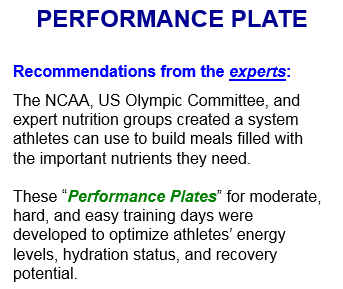 PERFORMANCE PLATE
Recommendations from the experts:
The NCAA, US Olympic Committee, and
expert nutrition groups created a system
athletes can use to build meals filled with
the important nutrients they need.
These “Performance Plates” for moderate,
hard, and easy training days were
developed to optimize athletes’ energy
levels, hydration status, and recovery
potential.